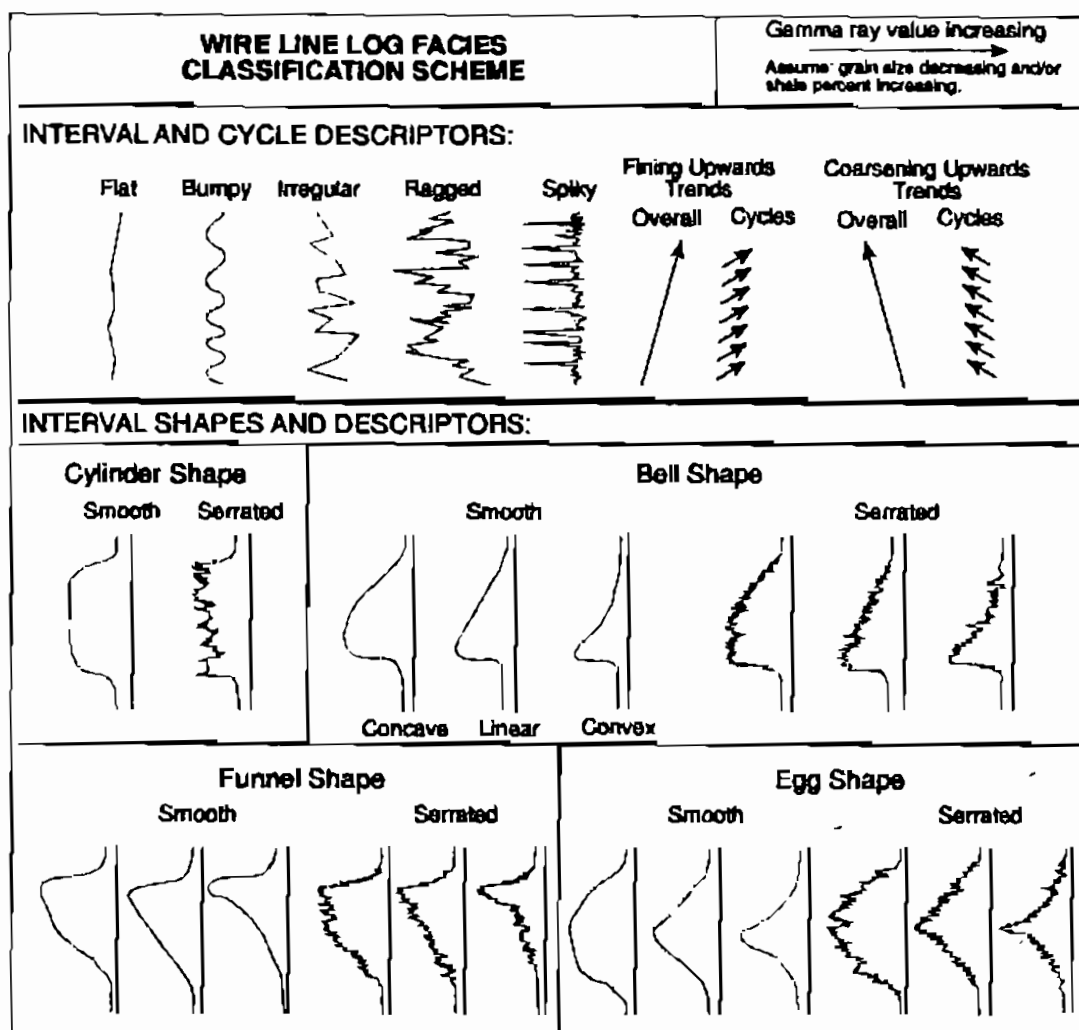 WIRE LINE LOG FACIES
CLASSIFICATION SCHEME
Gamma ray value increasing
Assume: grain size decreasing and/or
shale percent increasing.
INTERVAL AND CYCLE DESCRIPTORS:
Flat Bumpy Irregular Ragged Spiky
Fining Upwards
Trends
Overall Cycles
Coarsening Upwards
Trends
Overall Cycles
INTERVAL SHAPES AND DESCRIPTORS:
Cylinder Shape
Smooth Serrated
Bell Shape
Smooth Serrated
Concave Linear Convex
Funnel Shape
Smooth Serrated
Egg Shape
Smooth Serrated